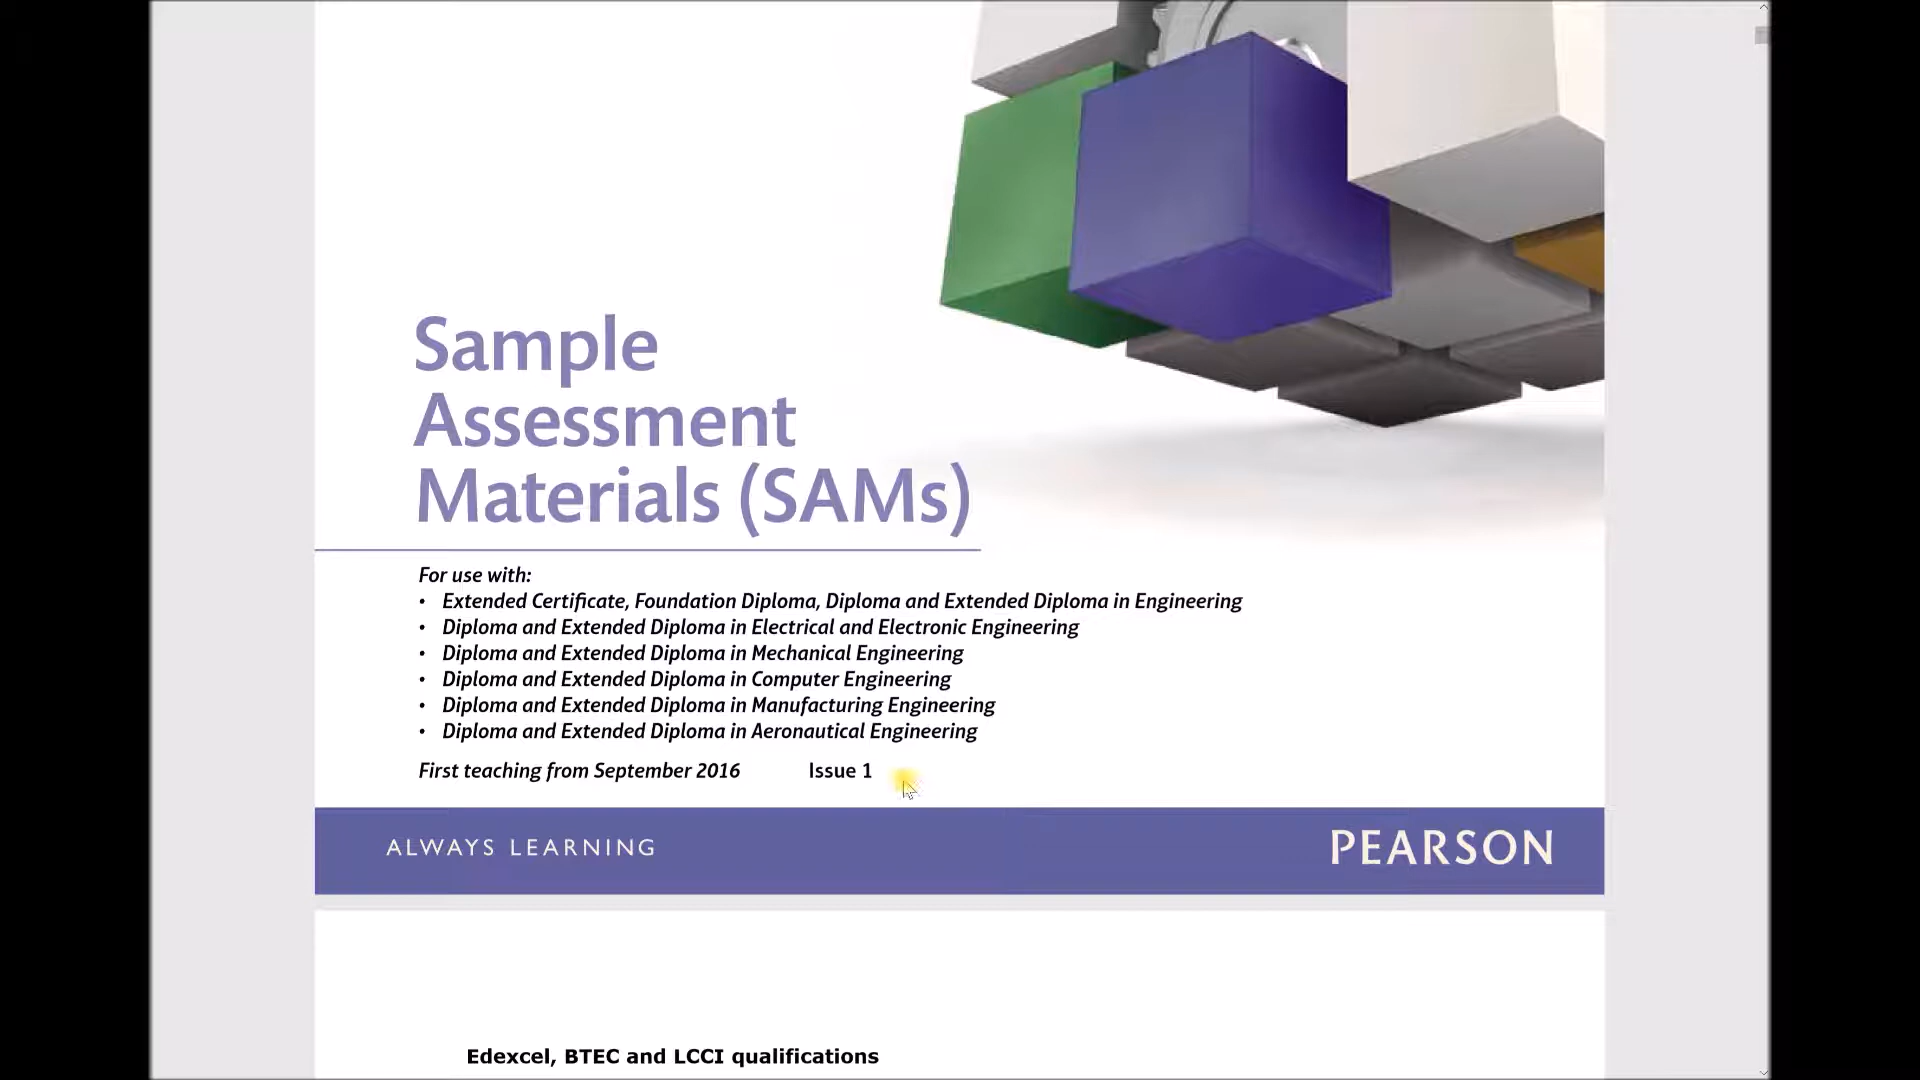 Sample
Assessment
Materials (SAMs)
For use with:
• Extended Certificate, Foundation Diploma, Diploma and Extended Diploma in Engineering
• Diploma and Extended Diploma in Electrical and Electronic Engineering
• Diploma and Extended Diploma in Mechanical Engineering
• Diploma and Extended Diploma in Computer Engineering
• Diploma and Extended Diploma in Manufacturing Engineering
• Diploma and Extended Diploma in Aeronautical Engineering
First teaching from September 2016 Issue 1
ALWAYS LEARNING PEARSON
Edexcel, BTEC and LCCI qualifications